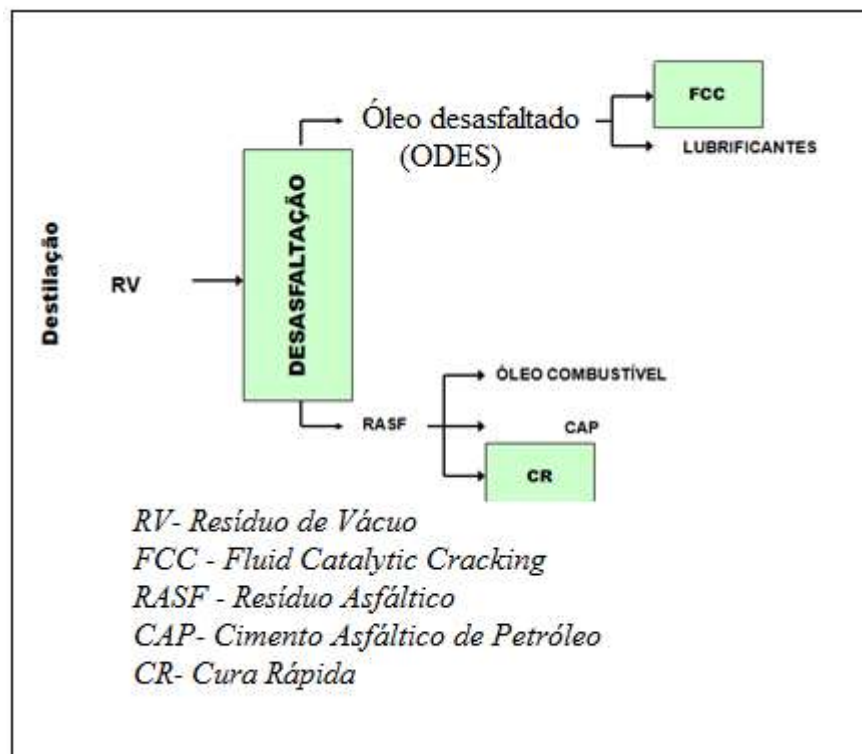 Destilação
RV
DESASFALTAÇÃO
Óleo desasfaltado
(ODES)
FCC
LUBRIFICANTES
RASF
ÓLEO COMBUSTÍVEL
CAP
CR
RV- Resíduo de Vácuo
FCC - Fluid Catalytic Cracking
RASF - Resíduo Asfáltico
CAP- Cimento Asfáltico de Petróleo
CR- Cura Rápida